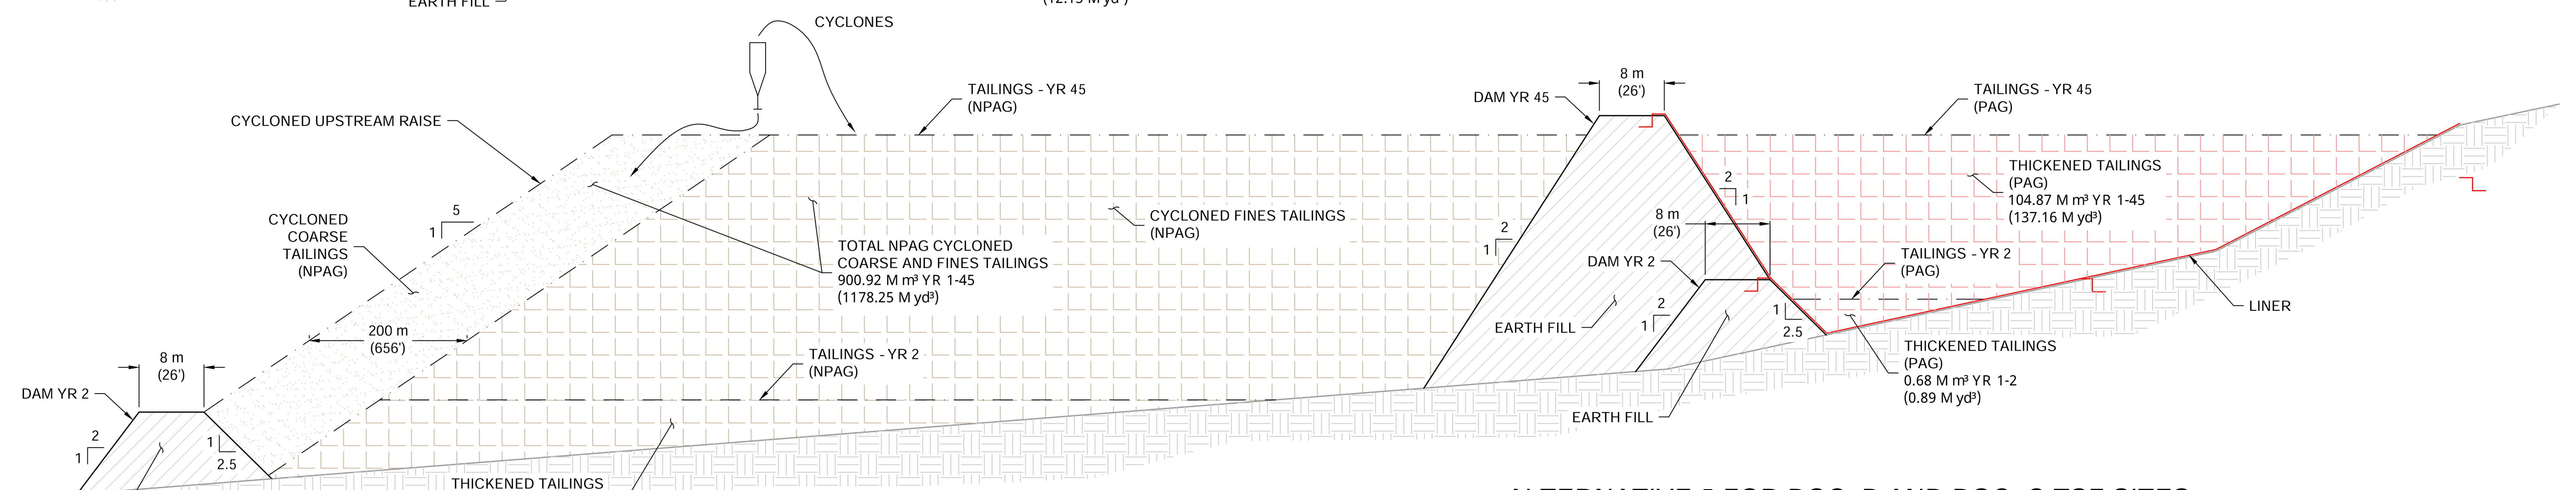 EARTH FILL
CYCLONES
CYCLONED UPSTREAM RAISE
TAILINGS - YR 45
(NPAG)
8 m
(26')
DAM YR 45
TAILINGS - YR 45
(PAG)
5
1
CYCLONED
COARSE
TAILINGS
(NPAG)
TOTAL NPAG CYCLONED
COARSE AND FINES TAILINGS
900.92 M m³ YR 1-45
(1178.25 M yd³)
CYCLONED FINES TAILINGS
(NPAG)
2
1
2
1
8 m
(26')
THICKENED TAILINGS
(PAG)
104.87 M m³ YR 1-45
(137.16 M yd³)
DAM YR 2
TAILINGS - YR 2
(PAG)
200 m
(656')
EARTH FILL
2
1
1
2.5
LINER
8 m
(26')
TAILINGS - YR 2
(NPAG)
THICKENED TAILINGS
(PAG)
0.68 M m³ YR 1-2
(0.89 M yd³)
DAM YR 2
EARTH FILL
2
1
1
2.5
THICKENED TAILINGS